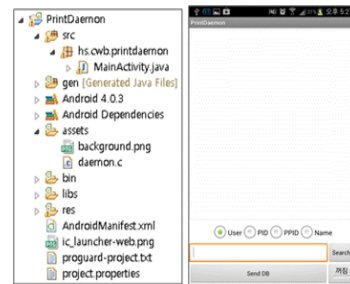 PrintDaemon
src
hs.cwb.printdaemon
MainActivity.java
gen [Generated Java Files]
Android 4.0.3
Android Dependencies
assets
background.png
daemon.c
bin
libs
res
AndroidManifest.xml
ic_launcher-web.png
proguard-project.txt
project.properties
PrintDaemon
User PID PPID Name
Search
Send DB